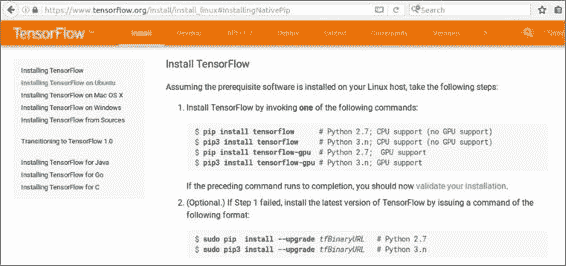 https://www.tensorflow.org/install/install_linux#InstallingNativePip
Search
TensorFlow™
Install
Develop
Deploy
Extend
Community
Versions
Installing TensorFlow
Installing TensorFlow on Ubuntu
Installing TensorFlow on Mac OS X
Installing TensorFlow on Windows
Installing TensorFlow from Sources
Transitioning to TensorFlow 1.0
Installing TensorFlow for Java
Installing TensorFlow for Go
Installing TensorFlow for C
Install TensorFlow
Assuming the prerequisite software is installed on your Linux host, take the following steps:
1. Install TensorFlow by invoking one of the following commands:
$ pip install tensorflow # Python 2.7; CPU support (no GPU support)
$ pip3 install tensorflow # Python 3.n; CPU support (no GPU support)
$ pip install tensorflow-gpu # Python 2.7; GPU support
$ pip3 install tensorflow-gpu # Python 3.n; GPU support
If the preceding command runs to completion, you should now validate your installation.
2. (Optional.) If Step 1 failed, install the latest version of TensorFlow by issuing a command of the
following format:
$ sudo pip install --upgrade tfBinaryURL # Python 2.7
$ sudo pip3 install --upgrade tfBinaryURL # Python 3.n